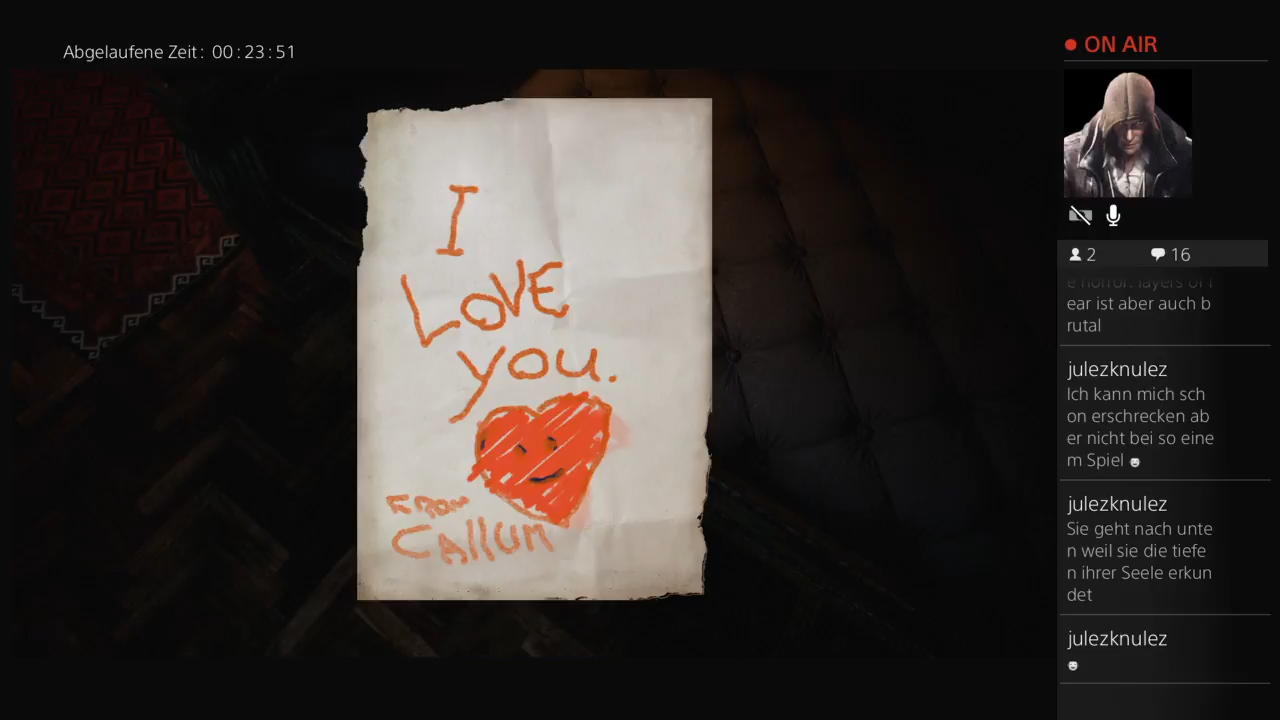 Abgelaufene Zeit: 00:23:51
I
LOVE
you.
FROM
CAllUM
ON AIR
2 16
ear ist aber auch b
rutal
julezknulez
Ich kann mich sch
on erschrecken ab
er nicht bei so eine
m Spiel
julezknulez
Sie geht nach unte
n weil sie die tiefe
n ihrer Seele erkun
det
julezknulez